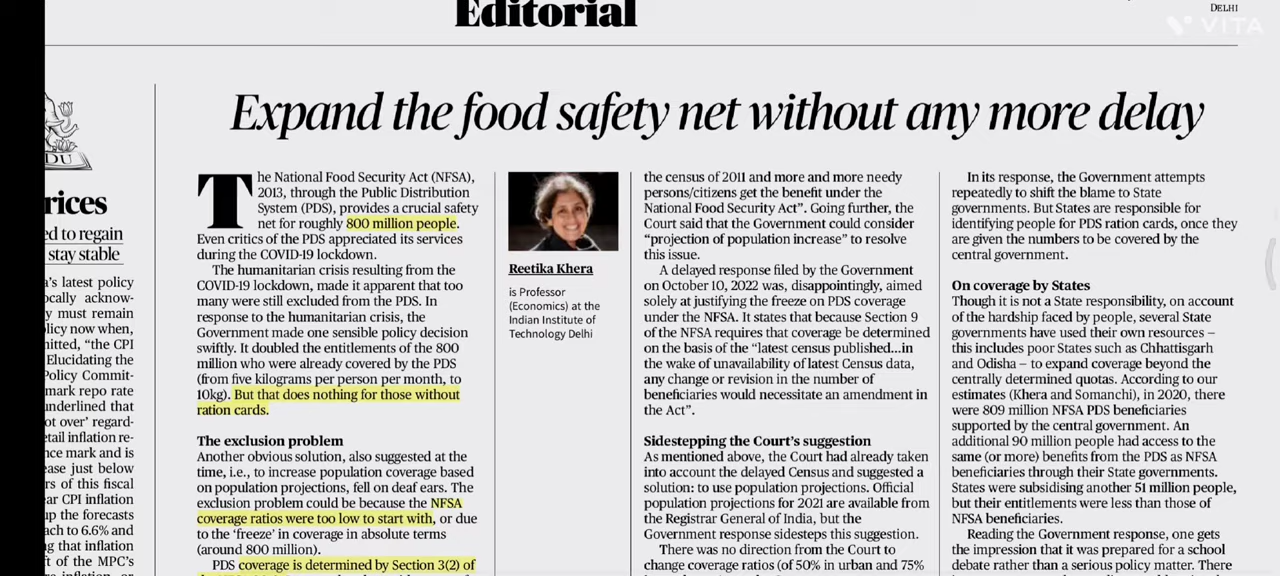 Editorial
DELHI
VITA
DU
rices
ed to regain
stay stable
a's latest policy
ocally acknow-
y must remain
licy now when,
mitted, "the CPI
Elucidating the
Policy Commit-
mark repo rate
underlined that
ot over' regard-
etail inflation re-
nce mark and is
ease just below
rs of this fiscal
ar CPI inflation
up the forecasts
ach to 6.6% and
ng that inflation
ft of the MPC's
Expand the food safety net without any more delay
The National Food Security Act (NFSA),
2013, through the Public Distribution
System (PDS), provides a crucial safety
net for roughly 800 million people.
Even critics of the PDS appreciated its services
during the COVID-19 lockdown.
The humanitarian crisis resulting from the
COVID-19 lockdown, made it apparent that too
many were still excluded from the PDS. In
response to the humanitarian crisis, the
Government made one sensible policy decision
swiftly. It doubled the entitlements of the 800
million who were already covered by the PDS
(from five kilograms per person per month, to
10kg). But that does nothing for those without
ration cards.
The exclusion problem
Another obvious solution, also suggested at the
time, i.e., to increase population coverage based
on population projections, fell on deaf ears. The
exclusion problem could be because the NFSA
coverage ratios were too low to start with, or due
to the 'freeze' in coverage in absolute terms
(around 800 million).
PDS coverage is determined by Section 3(2) of
Reetika Khera
is Professor
(Economics) at the
Indian Institute of
Technology Delhi
the census of 2011 and more and more needy
persons/citizens get the benefit under the
National Food Security Act". Going further, the
Court said that the Government could consider
"projection of population increase" to resolve
this issue.
A delayed response filed by the Government
on October 10, 2022 was, disappointingly, aimed
solely at justifying the freeze on PDS coverage
under the NFSA. It states that because Section 9
of the NFSA requires that coverage be determined
on the basis of the "latest census published...in
the wake of unavailability of latest Census data,
any change or revision in the number of
beneficiaries would necessitate an amendment in
the Act".
Sidestepping the Court's suggestion
As mentioned above, the Court had already taken
into account the delayed Census and suggested a
solution: to use population projections. Official
population projections for 2021 are available from
the Registrar General of India, but the
Government response sidesteps this suggestion.
There was no direction from the Court to
change coverage ratios (of 50% in urban and 75%
In its response, the Government attempts
repeatedly to shift the blame to State
governments. But States are responsible for
identifying people for PDS ration cards, once they
are given the numbers to be covered by the
central government.
On coverage by States
Though it is not a State responsibility, on account
of the hardship faced by people, several State
governments have used their own resources –
this includes poor States such as Chhattisgarh
and Odisha – to expand coverage beyond the
centrally determined quotas. According to our
estimates (Khera and Somanchi), in 2020, there
were 809 million NFSA PDS beneficiaries
supported by the central government. An
additional 90 million people had access to the
same (or more) benefits from the PDS as NFSA
beneficiaries through their State governments.
States were subsidising another 51 million people,
but their entitlements were less than those of
NFSA beneficiaries.
Reading the Government response, one gets
the impression that it was prepared for a school
debate rather than a serious policy matter. There